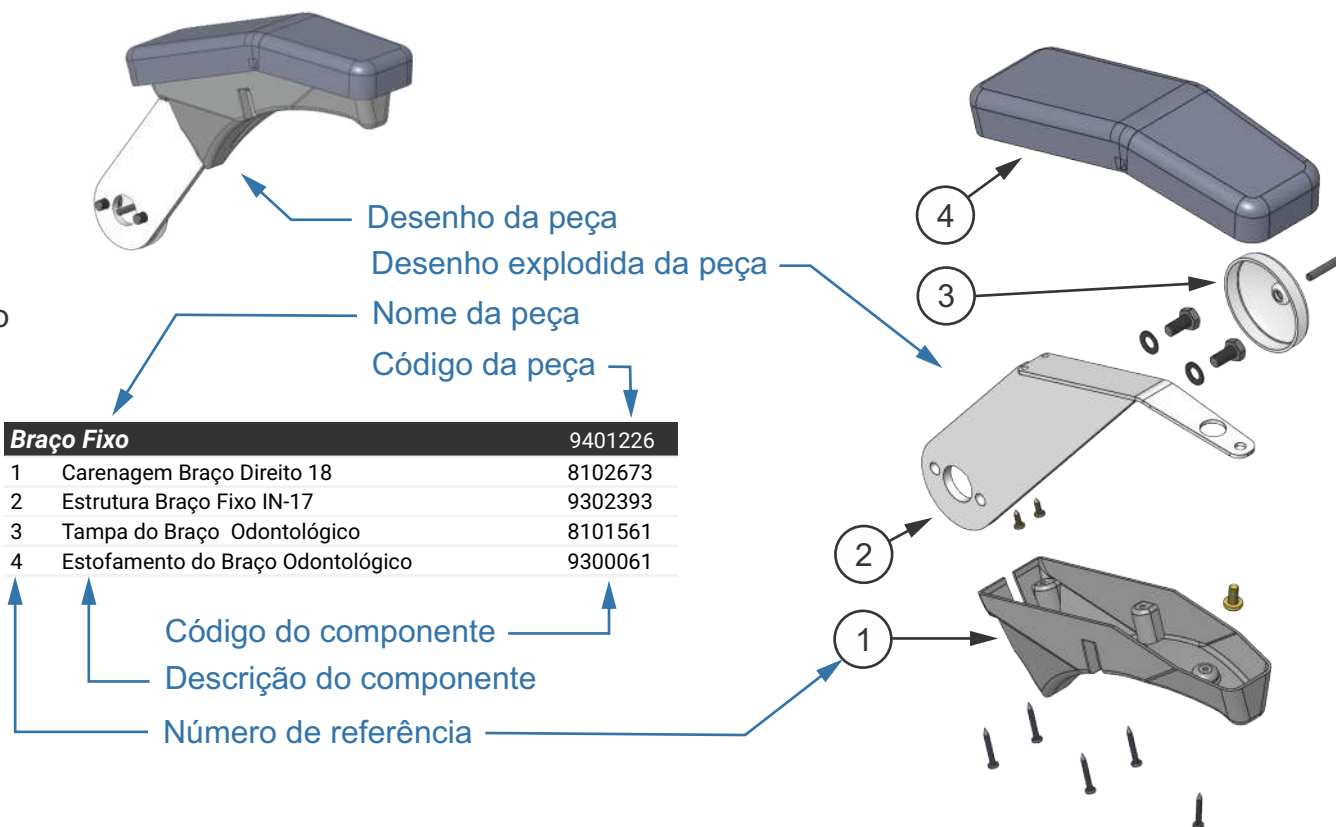 Desenho da peça
Desenho explodida da peça
Nome da peça
o
Código da peça
Braço Fixo 9401226
1 Carenagem Braço Direito 18 8102673
2 Estrutura Braço Fixo IN-17 9302393
3 Tampa do Braço Odontológico 8101561
4 Estofamento do Braço Odontológico 9300061
Código do componente
Descrição do componente
Número de referência
4
3
2
1